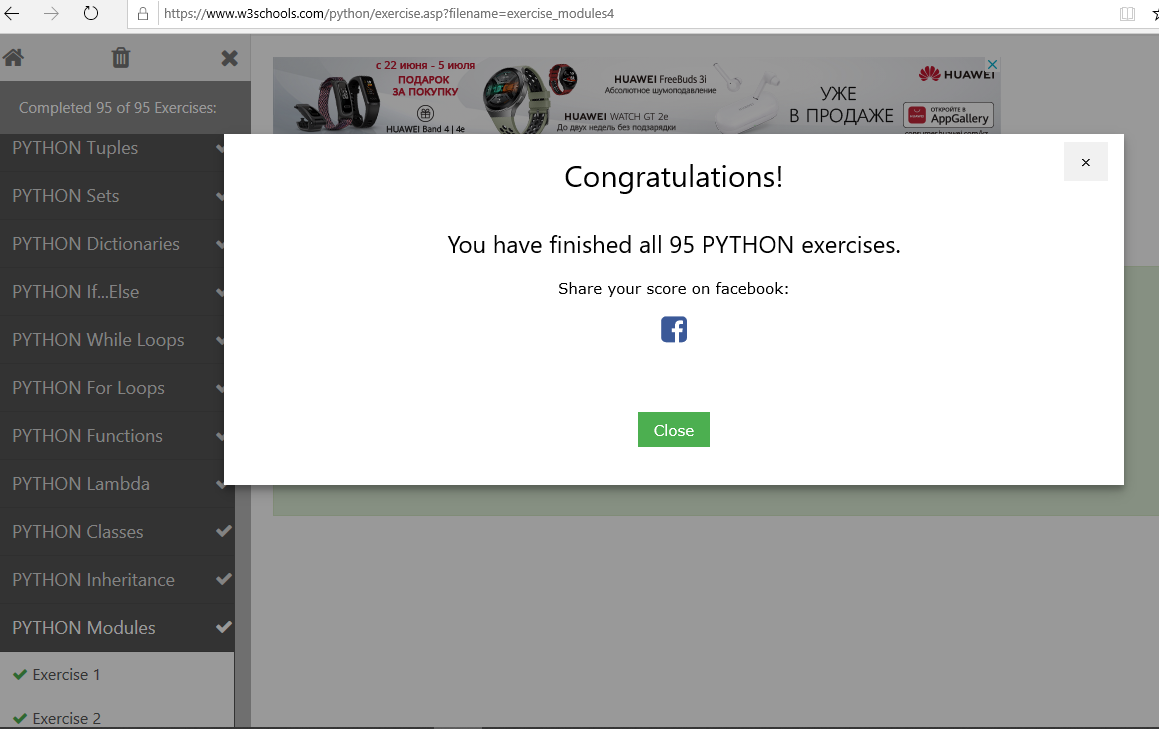 https://www.w3schools.com/python/exercise.asp?filename=exercise_modules4
Completed 95 of 95 Exercises:
PYTHON Tuples
PYTHON Sets
PYTHON Dictionaries
PYTHON If...Else
PYTHON While Loops
PYTHON For Loops
PYTHON Functions
PYTHON Lambda
PYTHON Classes
PYTHON Inheritance
PYTHON Modules
Exercise 1
Exercise 2
с 22 июня - 5 июля
ПОДАРОК
ЗА ПОКУПКУ
HUAWEI Band 4 | 4e
HUAWEI FreeBuds 3i
Абсолютное шумоподавление
HUAWEI WATCH GT 2e
До двух недель без подзарядки
УЖЕ
В ПРОДАЖЕ
HUAWEI
ОТКРОЙТЕ В
AppGallery
×
Congratulations!
You have finished all 95 PYTHON exercises.
Share your score on facebook:
Close